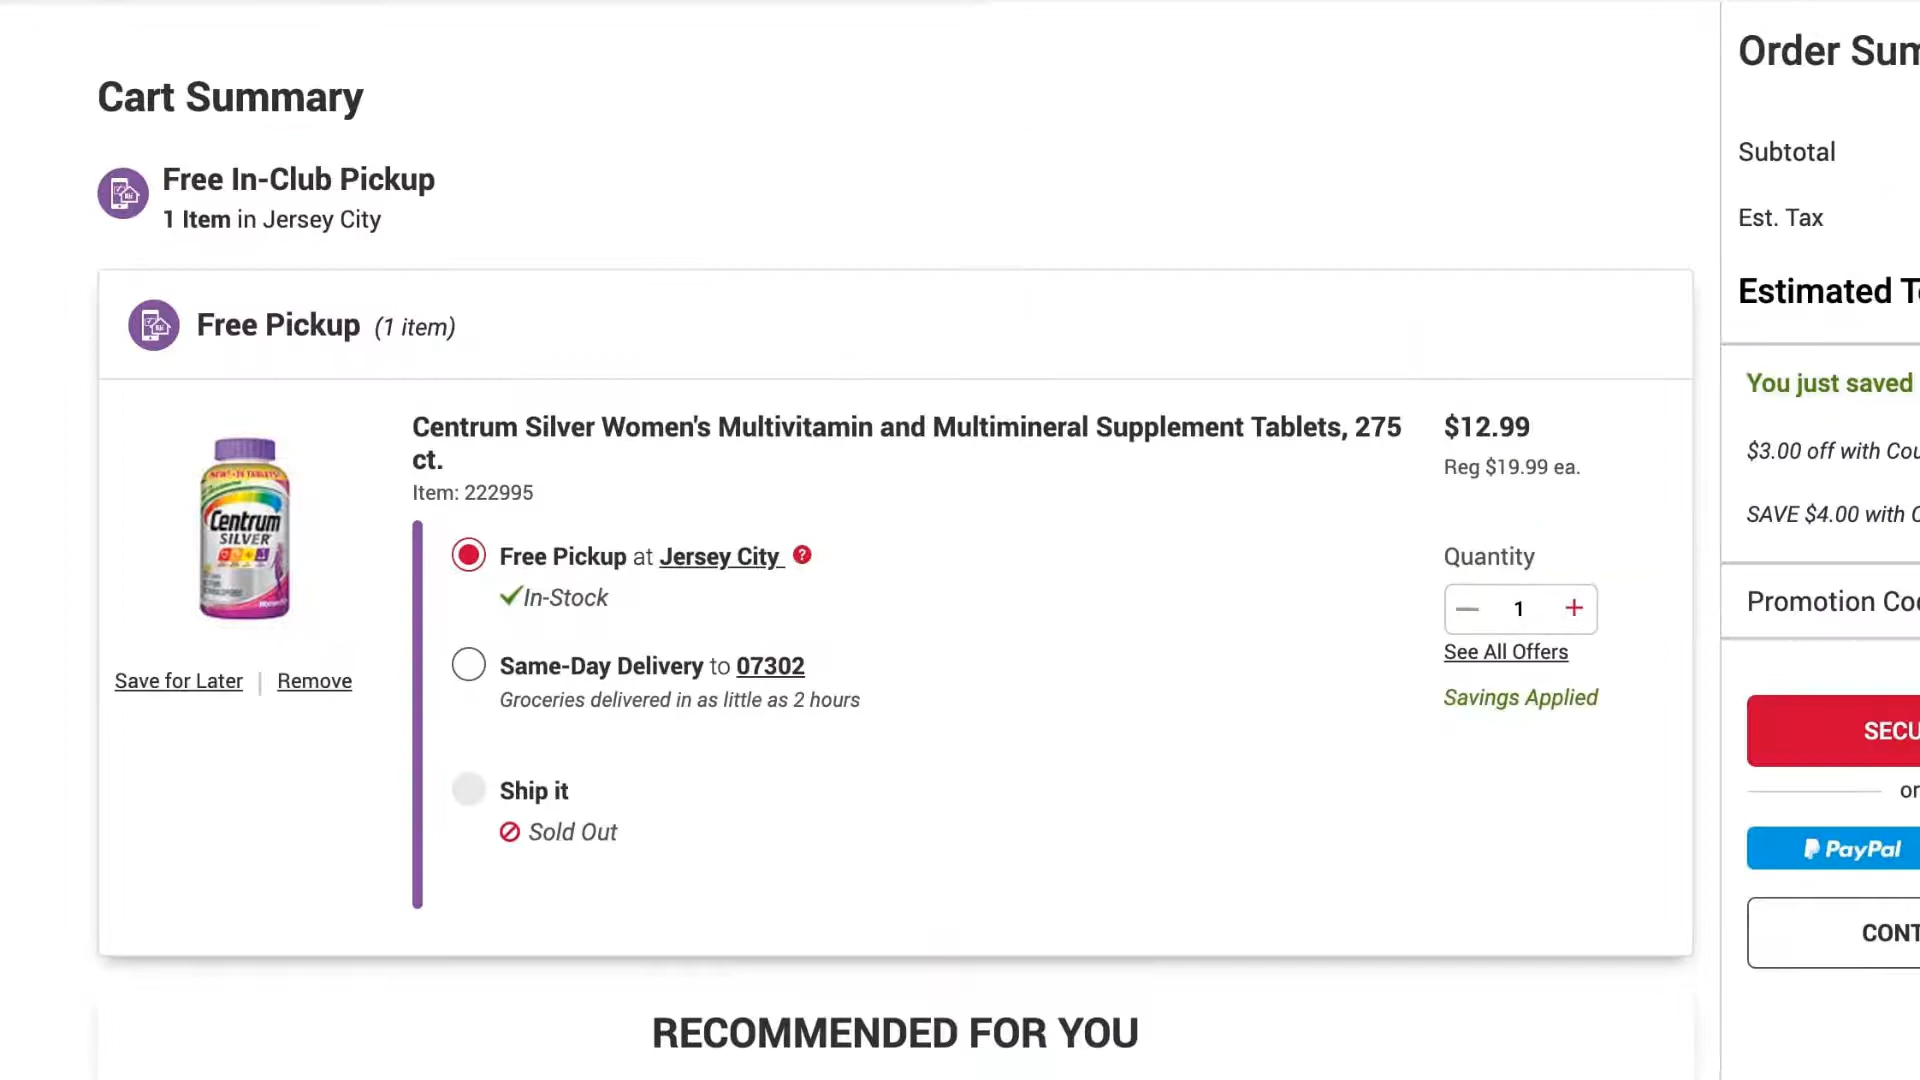 Cart Summary
Free In-Club Pickup
1 Item in Jersey City
Free Pickup (1 item)
Centrum Silver Women's Multivitamin and Multimineral Supplement Tablets, 275
ct.
Item: 222995
$12.99
Reg $19.99 ea.
Centrum
SILVER
Free Pickup at Jersey City ?
In-Stock
Quantity
1
See All Offers
Savings Applied
Same-Day Delivery to 07302
Groceries delivered in as little as 2 hours
Save for Later | Remove
Ship it
Sold Out
RECOMMENDED FOR YOU
Order Sum
Subtotal
Est. Tax
Estimated To
You just saved
$3.00 off with Cou
SAVE $4.00 with C
Promotion Cod
SECU
or
PayPal
CONT